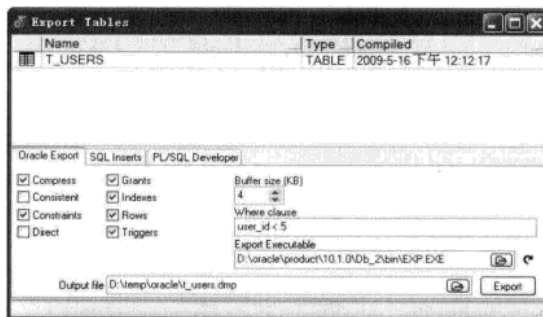 Export Tables
Name Type Compiled
T_USERS TABLE 2009-5-16 下午 12:12:17
Oracle Export SQL Inserts PL/SQL Developer
Compress Grants Buffer size (KB)
Consistent Indexes 4
Constraints Rows Where clause
Direct Triggers user_id < 5
Export Executable
D:\oracle\product\10.1.0\Db_2\bin\EXP.EXE
Output file D:\temp\oracle\t_users.dmp Export